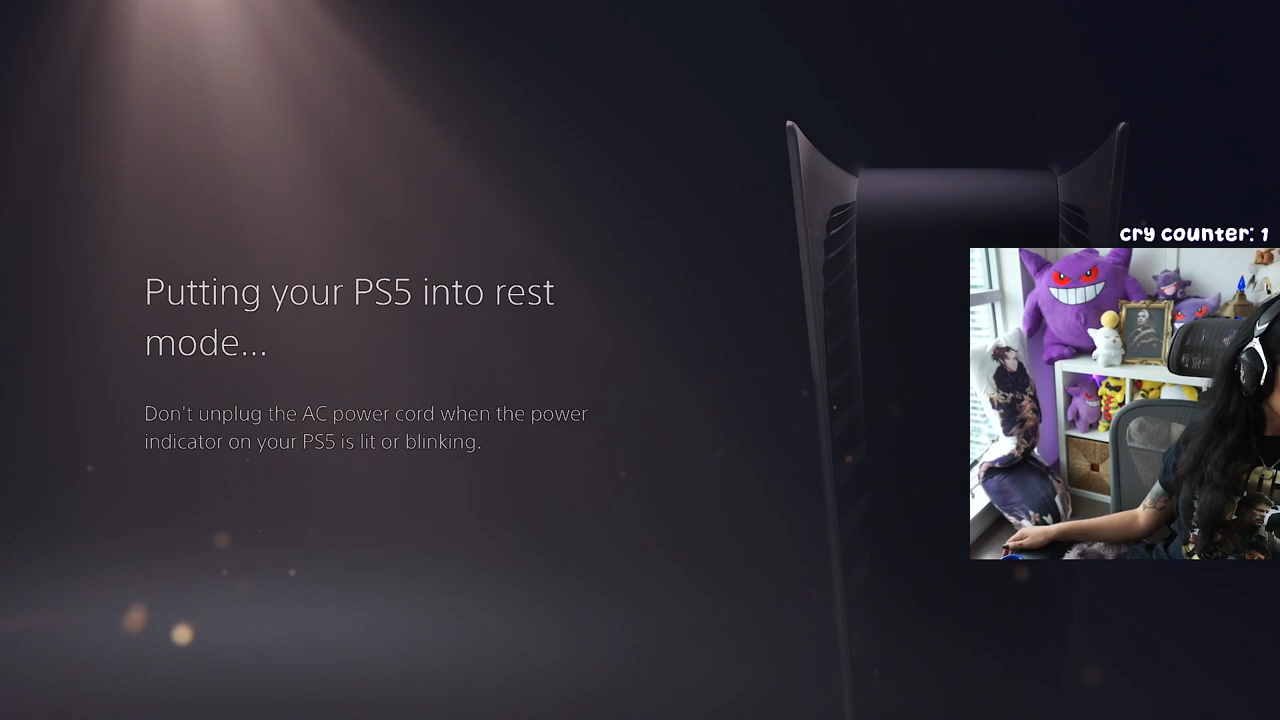 Putting your PS5 into rest
mode...
Don't unplug the AC power cord when the power
indicator on your PS5 is lit or blinking.
cry counter: 1